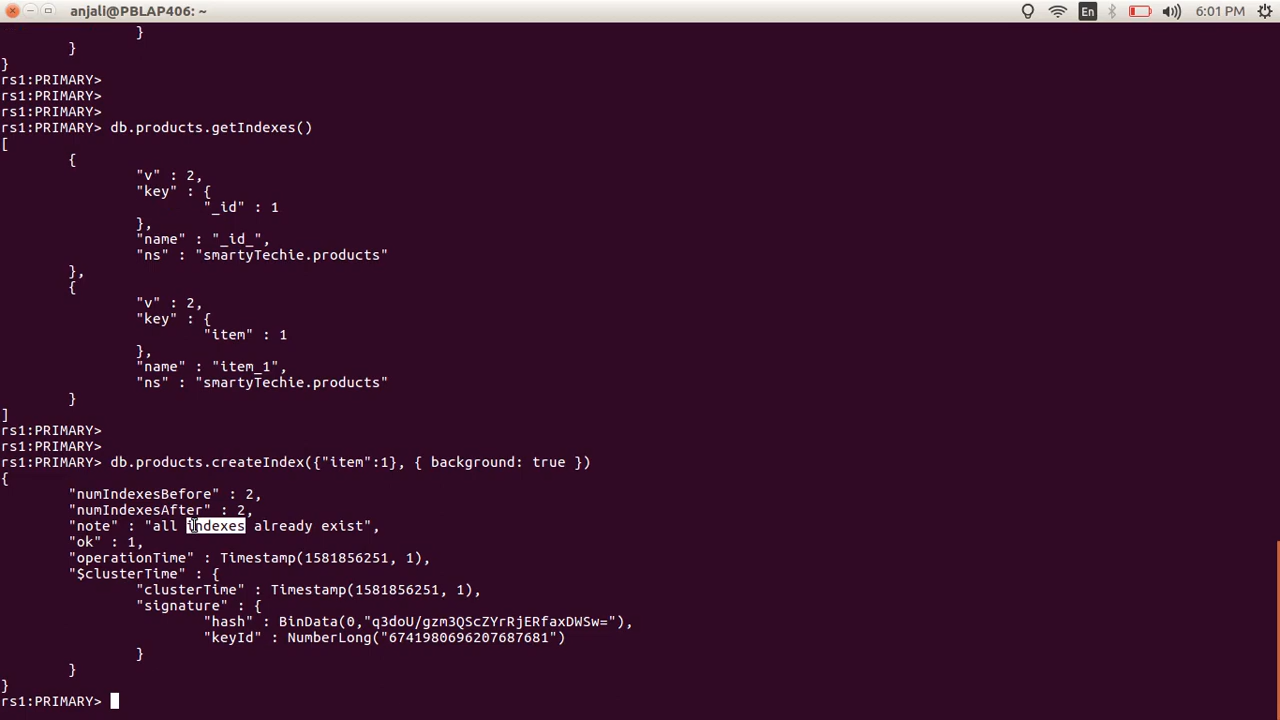 anjali@PBLAP406: ~
En
6:01 PM
}
}
}
rs1:PRIMARY>
rs1:PRIMARY>
rs1:PRIMARY>
rs1:PRIMARY> db.products.getIndexes()
[
{
"v" : 2,
"key" : {
"_id" : 1
},
"name" : "_id_",
"ns" : "smartyTechie.products"
},
{
"v" : 2,
"key" : {
"item" : 1
},
"name" : "item_1",
"ns" : "smartyTechie.products"
}
]
rs1:PRIMARY>
rs1:PRIMARY>
rs1:PRIMARY> db.products.createIndex({"item":1}, { background: true })
{
"numIndexesBefore" : 2,
"numIndexesAfter" : 2,
"note" : "all indexes already exist",
"ok" : 1,
"operationTime" : Timestamp(1581856251, 1),
"$clusterTime" : {
"clusterTime" : Timestamp(1581856251, 1),
"signature" : {
"hash" : BinData(0,"q3doU/gzm3QScZYrRjERfaxDWSw="),
"keyId" : NumberLong("6741980696207687681")
}
}
}
rs1:PRIMARY>